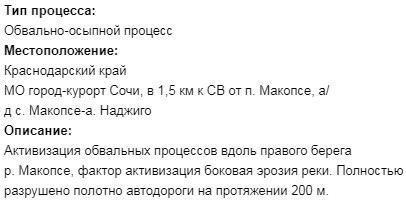 Тип процесса:
Обвально-осыпной процесс
Местоположение:
Краснодарский край
МО город-курорт Сочи, в 1,5 км к СВ от п. Макопсе, а/
д с. Макопсе-а. Наджиго
Описание:
Активизация обвальных процессов вдоль правого берега
р. Макопсе, фактор активизация боковая эрозия реки. Полностью
разрушено полотно автодороги на протяжении 200 м.